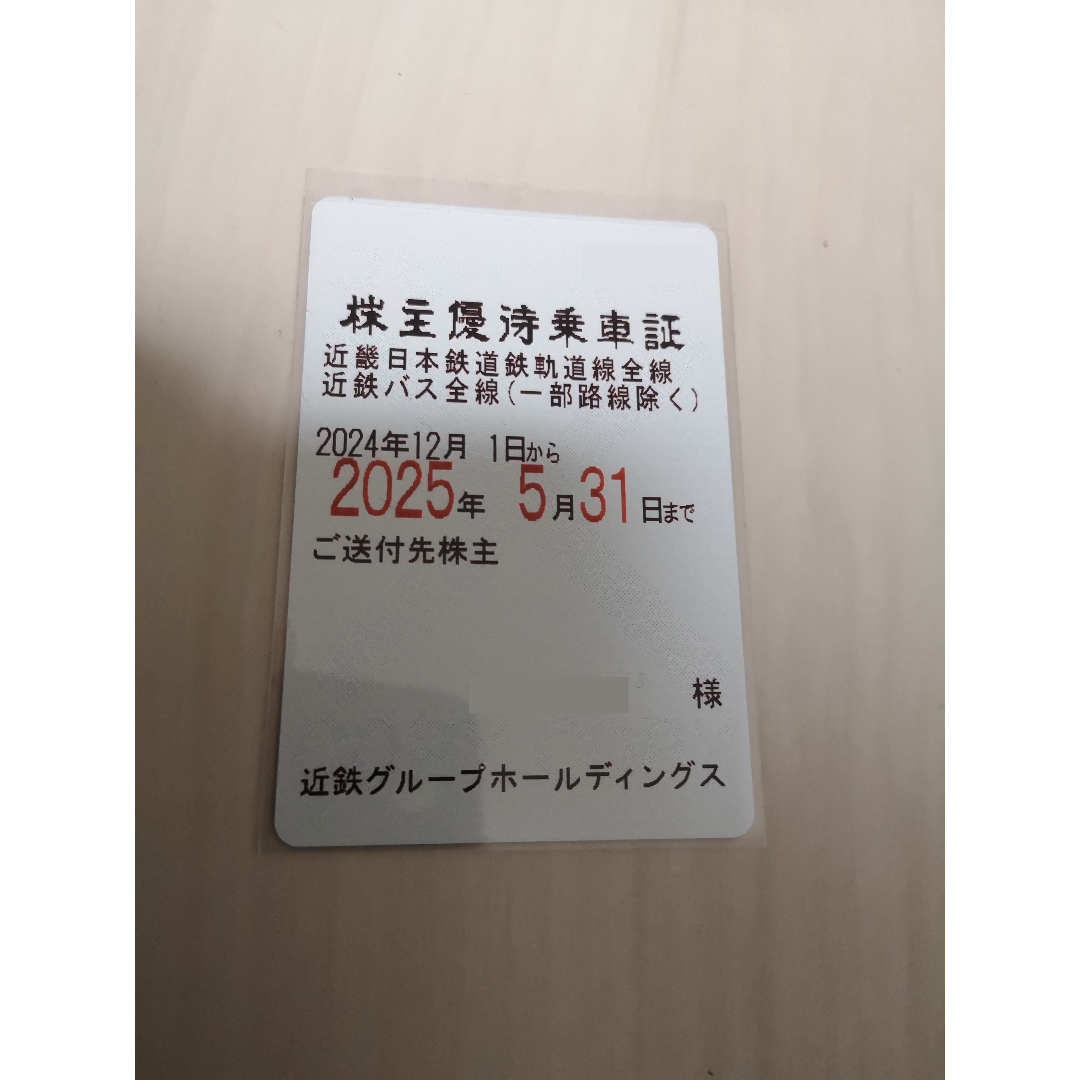 株主優待乗車証
近畿日本鉄道鉄軌道線全線
近鉄バス全線(一部路線除く)
2024年12月 1日から
2025年 5月31日まで
ご送付先株主
様
近鉄グループホールディングス